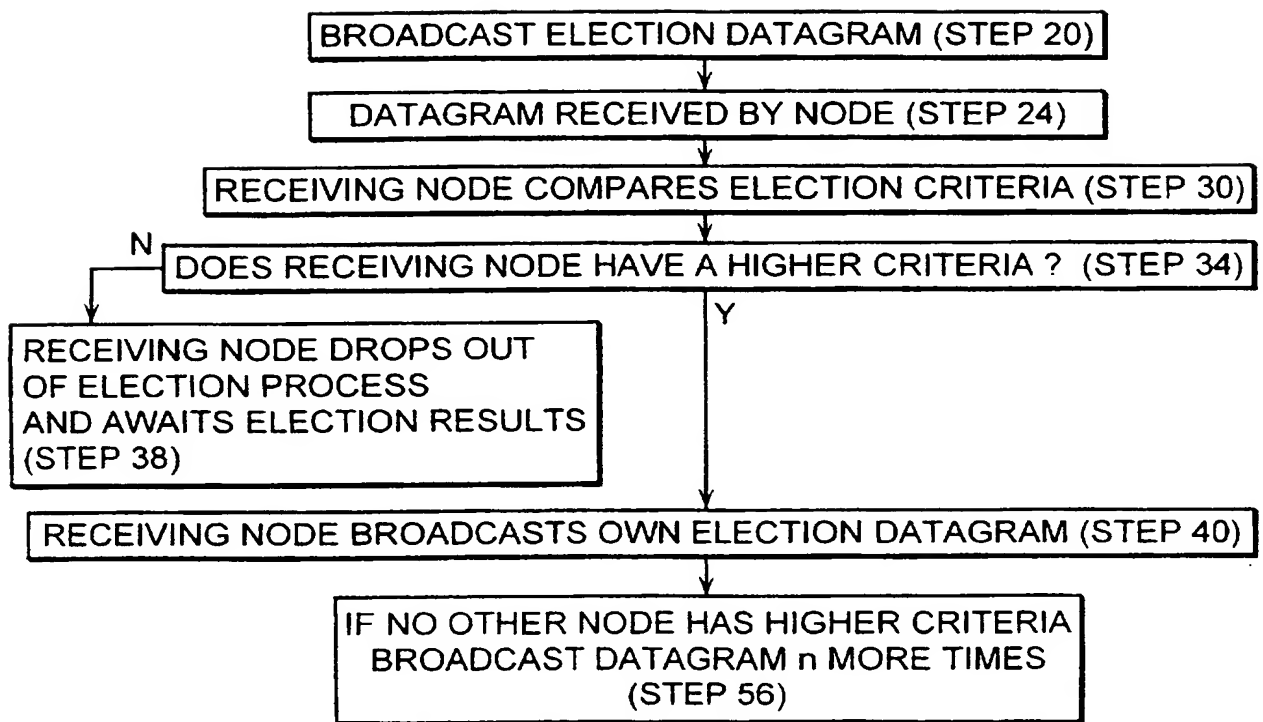 BROADCAST ELECTION DATAGRAM (STEP 20)
DATAGRAM RECEIVED BY NODE (STEP 24)
RECEIVING NODE COMPARES ELECTION CRITERIA (STEP 30)
N
DOES RECEIVING NODE HAVE A HIGHER CRITERIA ? (STEP 34)
Y
RECEIVING NODE DROPS OUT
OF ELECTION PROCESS
AND AWAITS ELECTION RESULTS
(STEP 38)
RECEIVING NODE BROADCASTS OWN ELECTION DATAGRAM (STEP 40)
IF NO OTHER NODE HAS HIGHER CRITERIA
BROADCAST DATAGRAM n MORE TIMES
(STEP 56)